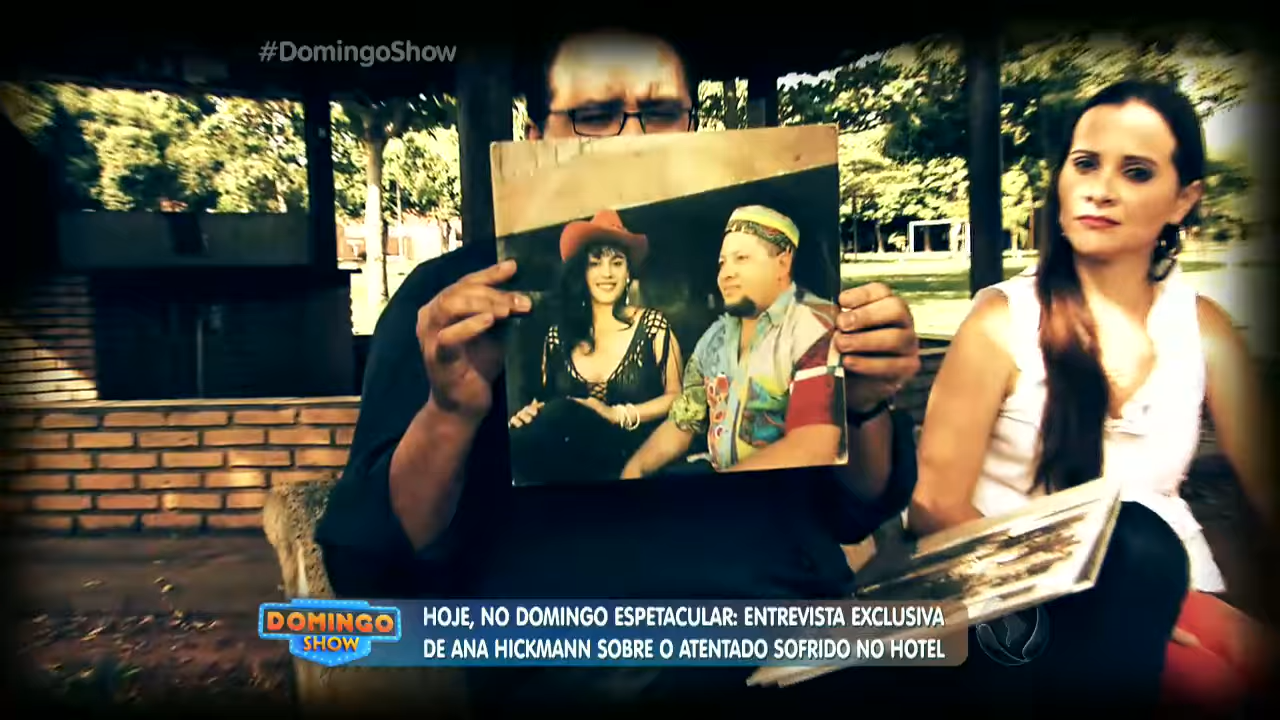 #DomingoShow
DOMINGO
SHOW
HOJE, NO DOMINGO ESPETACULAR: ENTREVISTA EXCLUSIVA
DE ANA HICKMANN SOBRE O ATENTADO SOFRIDO NO HOTEL